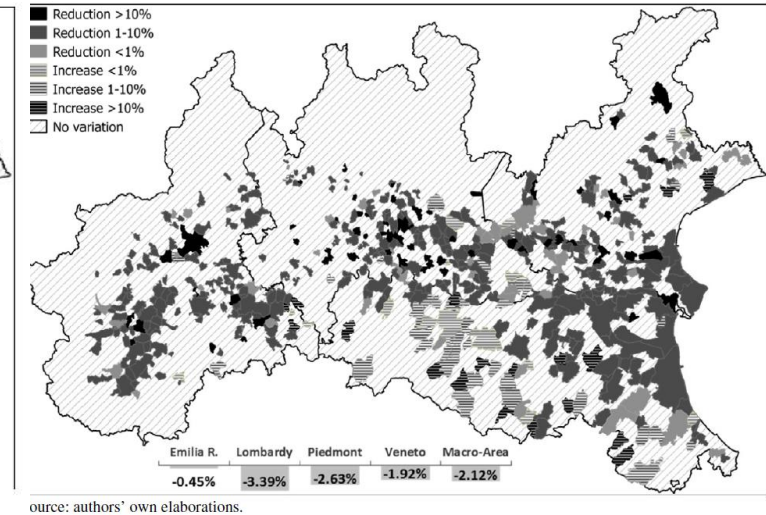 Reduction >10%
Reduction 1-10%
Reduction <1%
Increase <1%
Increase 1-10%
Increase >10%
No variation
Emilia R. Lombardy Piedmont Veneto Macro-Area
-0.45% -3.39% -2.63% -1.92% -2.12%
ource: authors' own elaborations.